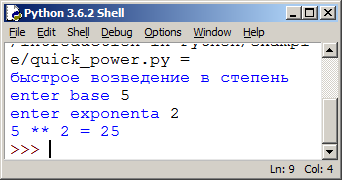 Python 3.6.2 Shell
File Edit Shell Debug Options Window Help
e/quick_power.py =
быстрое возведение в степень
enter base 5
enter exponenta 2
5 ** 2 = 25
>>>
Ln: 9 Col: 4